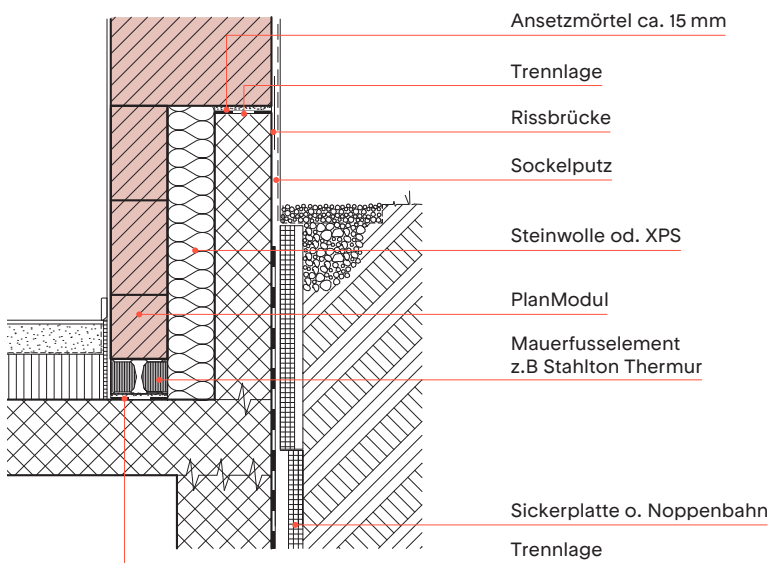 Ansetzmörtel ca. 15 mm
Trennlage
Rissbrücke
Sockelputz
Steinwolle od. XPS
PlanModul
Mauerfusselement
z.B Stahlton Thermur
Sickerplatte o. Noppenbahn
Trennlage